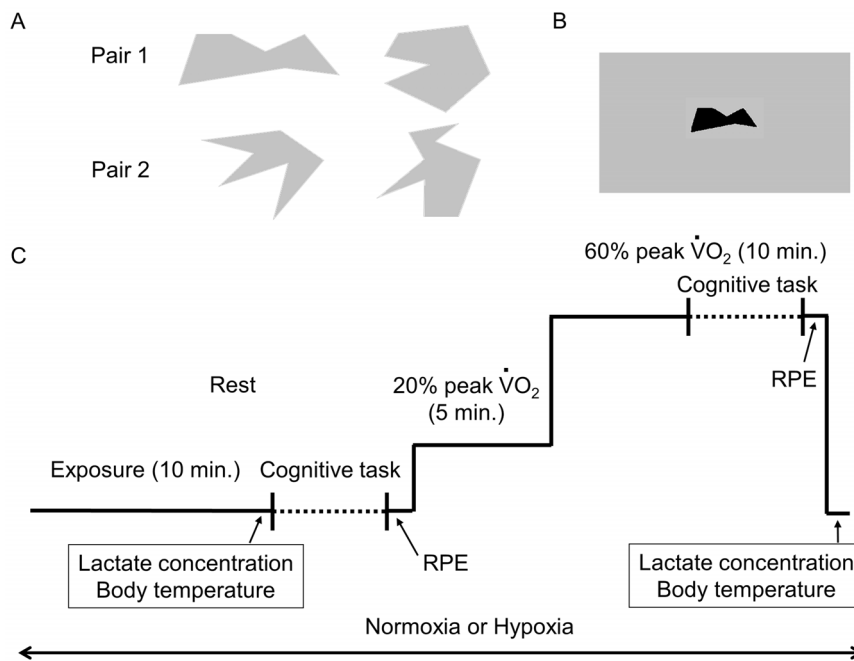 A
B
Pair 1
Pair 2
C
60% peak V̇O₂ (10 min.)
Cognitive task
RPE
Rest
20% peak V̇O₂
(5 min.)
Exposure (10 min.)
Cognitive task
Lactate concentration
Body temperature
RPE
Lactate concentration
Body temperature
Normoxia or Hypoxia